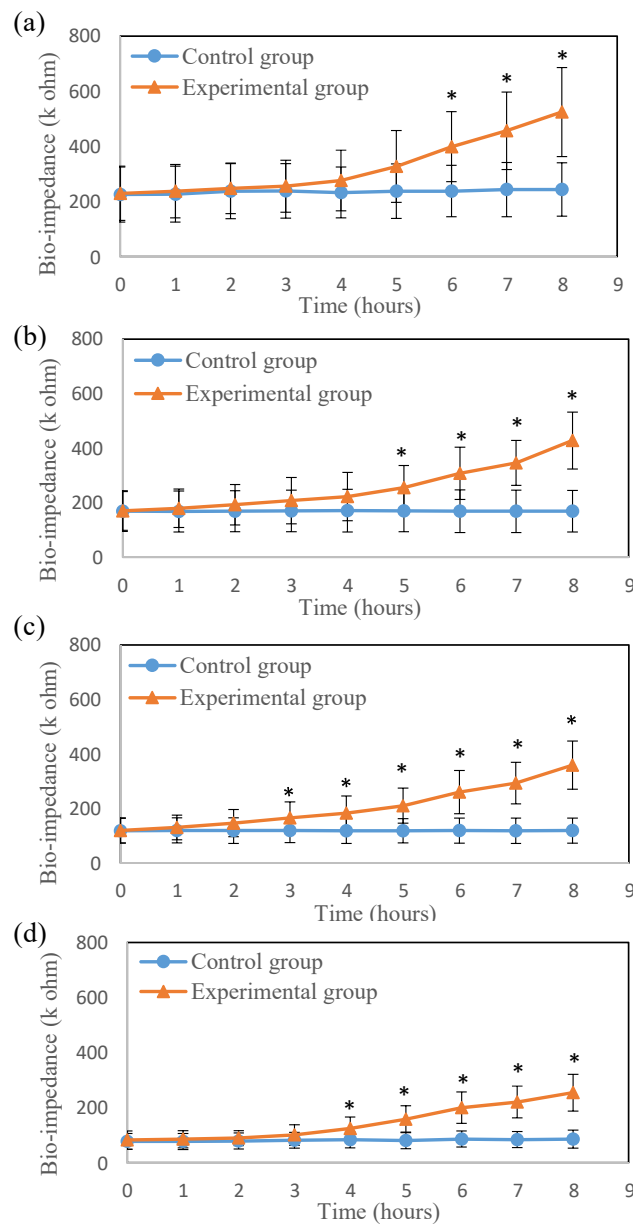 (a)
800
600
400
200
0
Bio-impedance (k ohm)
Control group
Experimental group
* * *
0 1 2 3 4 5 6 7 8 9
Time (hours)
(b)
800
600
400
200
0
Bio-impedance (k ohm)
Control group
Experimental group
* * * *
0 1 2 3 4 5 6 7 8 9
Time (hours)
(c)
800
600
400
200
0
Bio-impedance (k ohm)
Control group
Experimental group
* * * * * *
0 1 2 3 4 5 6 7 8 9
Time (hours)
(d)
800
600
400
200
0
Bio-impedance (k ohm)
Control group
Experimental group
* * * * *
0 1 2 3 4 5 6 7 8 9
Time (hours)